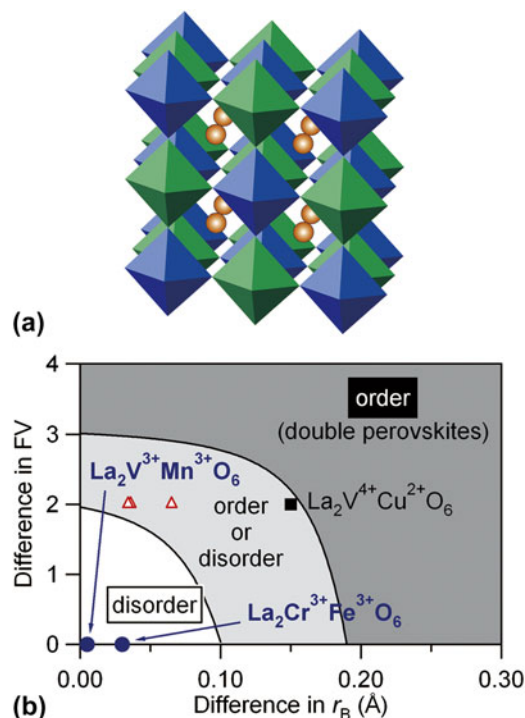 (a)
4
3
2
1
0
Difference in FV
order
(double perovskites)
La₂V³⁺Mn³⁺O₆
order
or
disorder
La₂V⁴⁺Cu²⁺O₆
disorder
La₂Cr³⁺Fe³⁺O₆
0.00 0.10 0.20 0.30
Difference in r_B (Å)
(b)